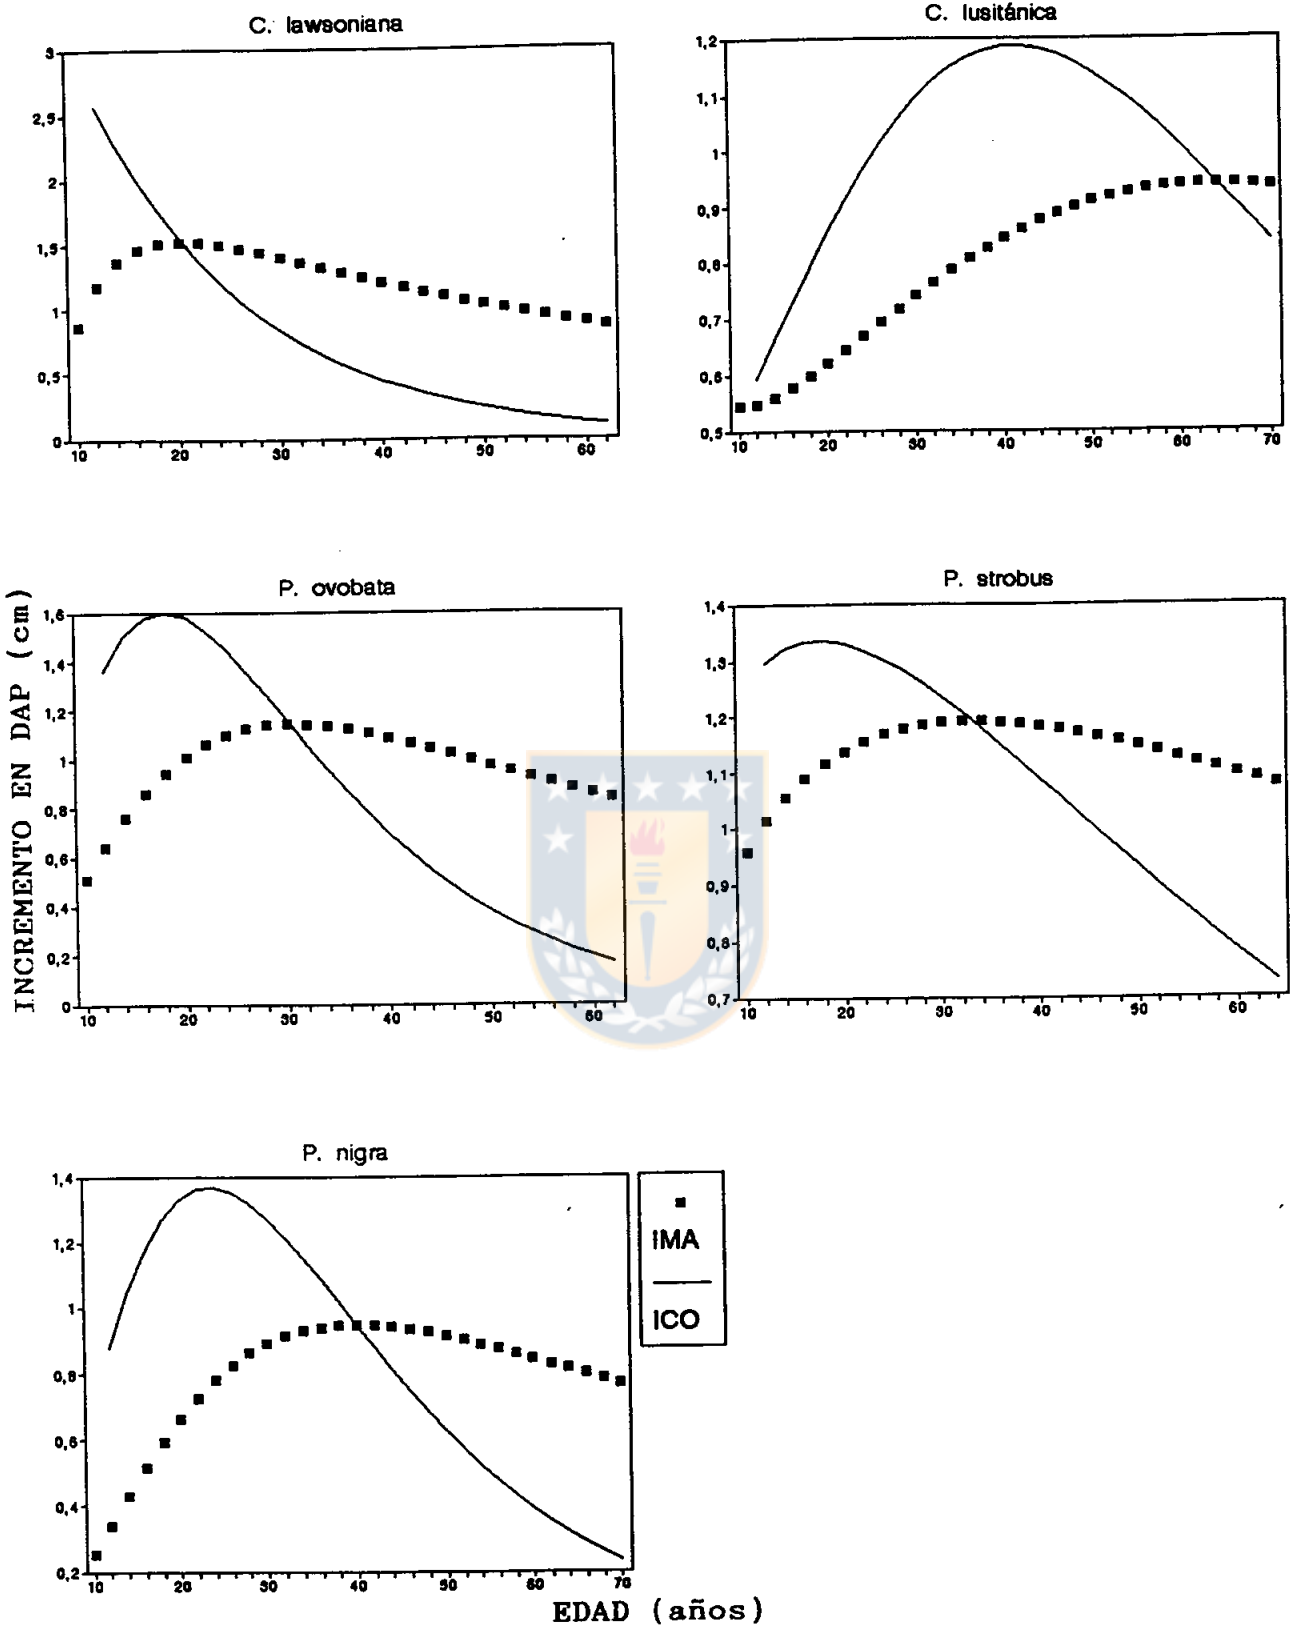 C. lawsoniana
3
2,5
2
1,5
1
0,5
0
10 20 30 40 50 60
C. lusitánica
1,2
1,1
1
0,9
0,8
0,7
0,6
0,5
10 20 30 40 50 60 70
INCREMENTO EN DAP (cm)
P. ovobata
1,6
1,4
1,2
1
0,8
0,6
0,4
0,2
0
10 20 30 40 50 60
P. strobus
1,4
1,3
1,2
1,1
1
0,9
0,8
0,7
10 20 30 40 50 60
P. nigra
1,4
1,2
1
0,8
0,6
0,4
0,2
10 20 30 40 50 60 70
IMA
ICO
EDAD (años)